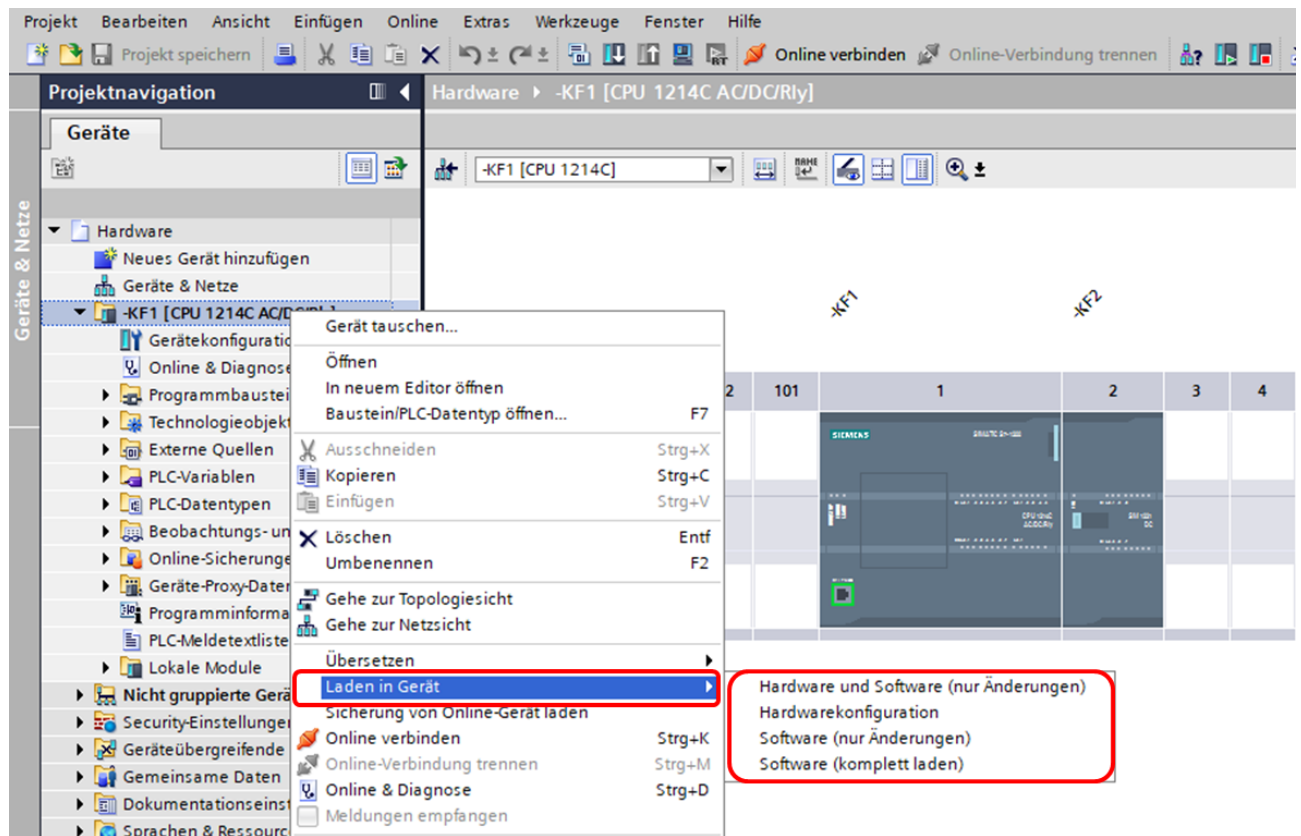 Projekt Bearbeiten Ansicht Einfügen Online Extras Werkzeuge Fenster Hilfe
Projekt speichern Online verbinden Online-Verbindung trennen
Projektnavigation
Hardware -KF1 [CPU 1214C AC/DC/Rly]
Geräte
-KF1 [CPU 1214C]
Geräte & Netze
Hardware
Neues Gerät hinzufügen
Geräte & Netze
-KF1 [CPU 1214C AC/DC/Rly]
Gerätekonfiguratio
Online & Diagnose
Programmbaustei
Technologieobjekt
Externe Quellen
PLC-Variablen
PLC-Datentypen
Beobachtungs- un
Online-Sicherunge
Geräte-Proxy-Daten
Programminforma
PLC-Meldetextliste
Lokale Module
Nicht gruppierte Gerä
Security-Einstellungen
Geräteübergreifende
Gemeinsame Daten
Dokumentationseinst
Sprachen & Ressourc
Gerät tauschen...
Öffnen
In neuem Editor öffnen
Baustein/PLC-Datentyp öffnen... F7
Ausschneiden Strg+X
Kopieren Strg+C
Einfügen Strg+V
Löschen Entf
Umbenennen F2
Gehe zur Topologiesicht
Gehe zur Netzsicht
Übersetzen
Laden in Gerät
Sicherung von Online-Gerät laden
Online verbinden Strg+K
Online-Verbindung trennen Strg+M
Online & Diagnose Strg+D
Meldungen empfangen
Hardware und Software (nur Änderungen)
Hardwarekonfiguration
Software (nur Änderungen)
Software (komplett laden)
-KF1 -KF2
2 101 1 2 3 4
SIEMENS
CPU 1214C
AC/DC/Rly